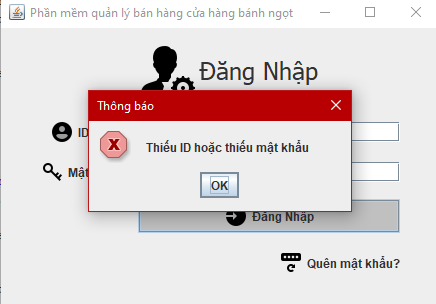 Phần mềm quản lý bán hàng cửa hàng bánh ngọt
Đăng Nhập
Thông báo
ID
Thiếu ID hoặc thiếu mật khẩu
Mật
OK
Đăng Nhập
Quên mật khẩu?